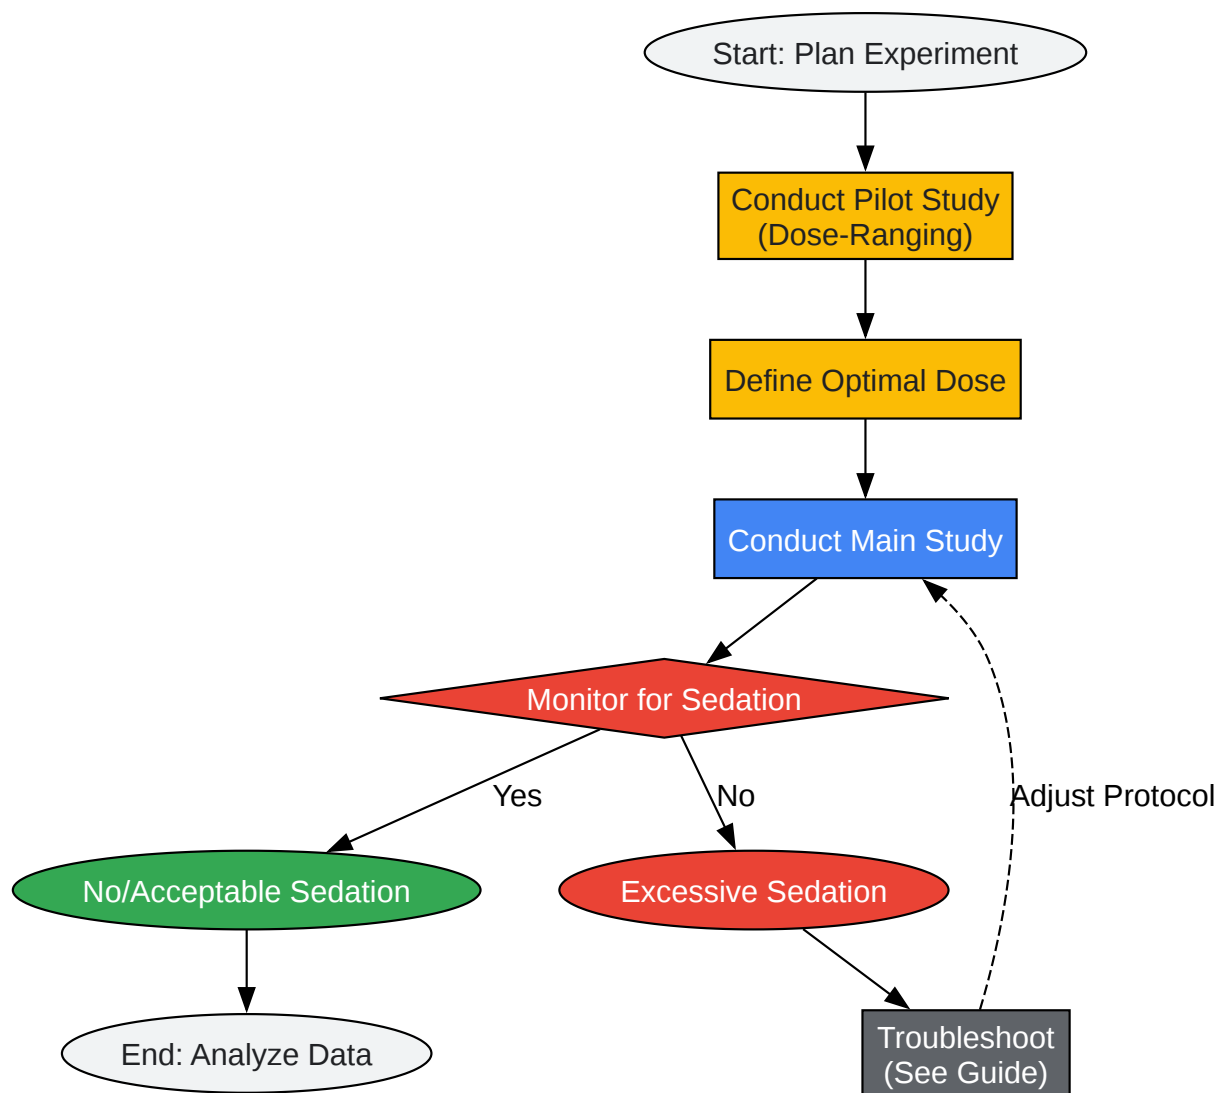 Start: Plan Experiment
Conduct Pilot Study
(Dose-Ranging)
Define Optimal Dose
Conduct Main Study
Monitor for Sedation
Yes
No
Adjust Protocol
No/Acceptable Sedation
Excessive Sedation
End: Analyze Data
Troubleshoot
(See Guide)